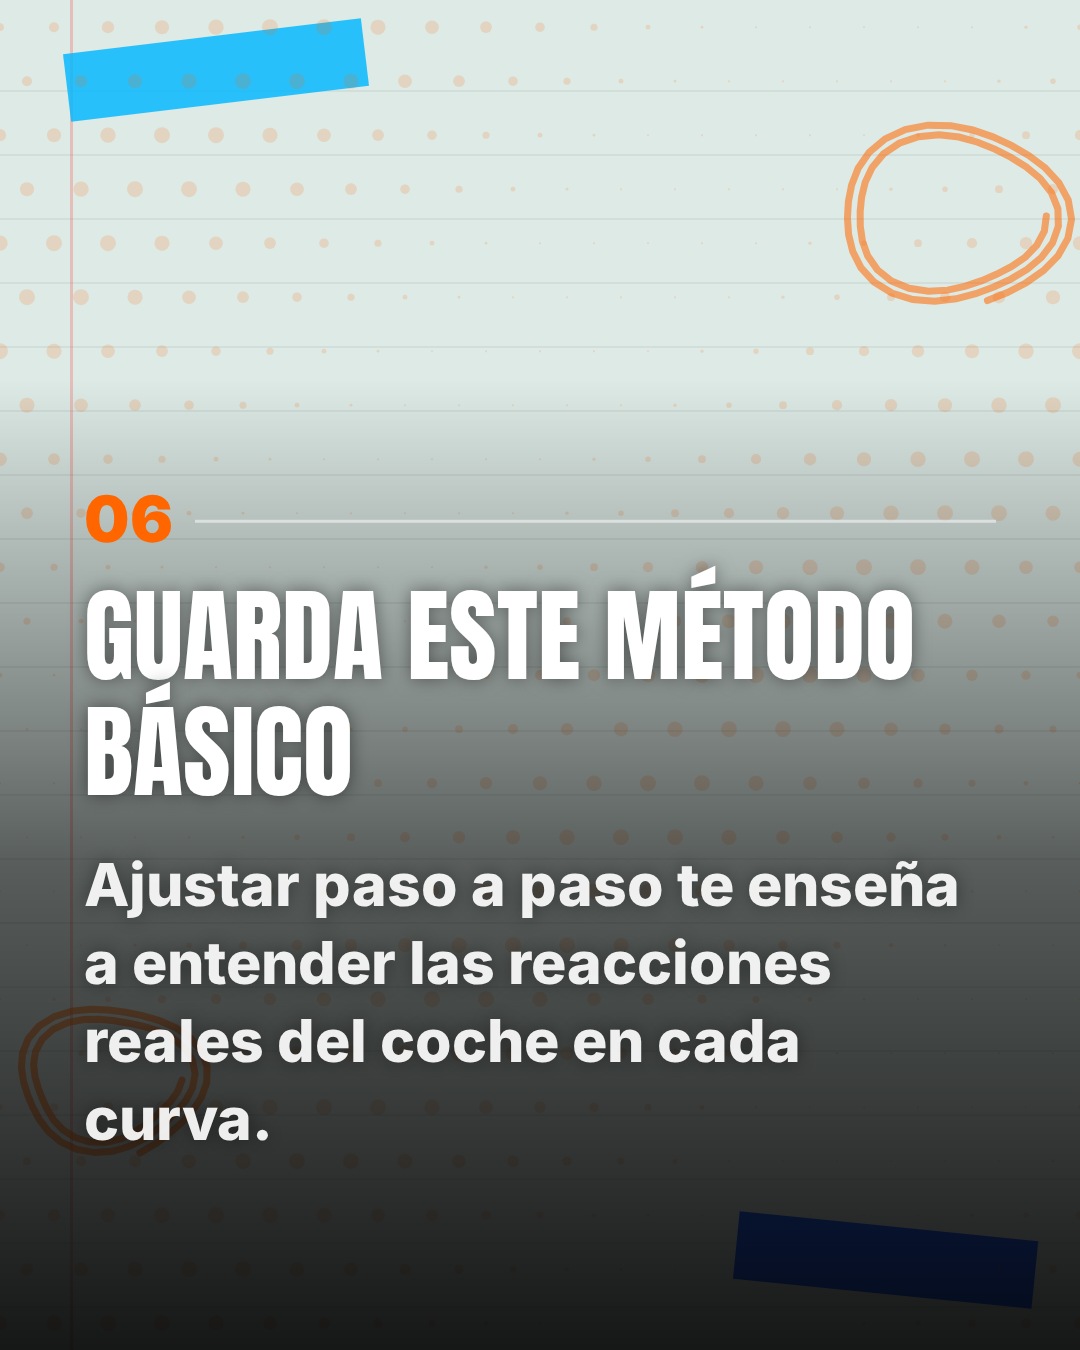 06
GUARDA ESTE MÉTODO
BÁSICO
Ajustar paso a paso te enseña
a entender las reacciones
reales del coche en cada
curva.